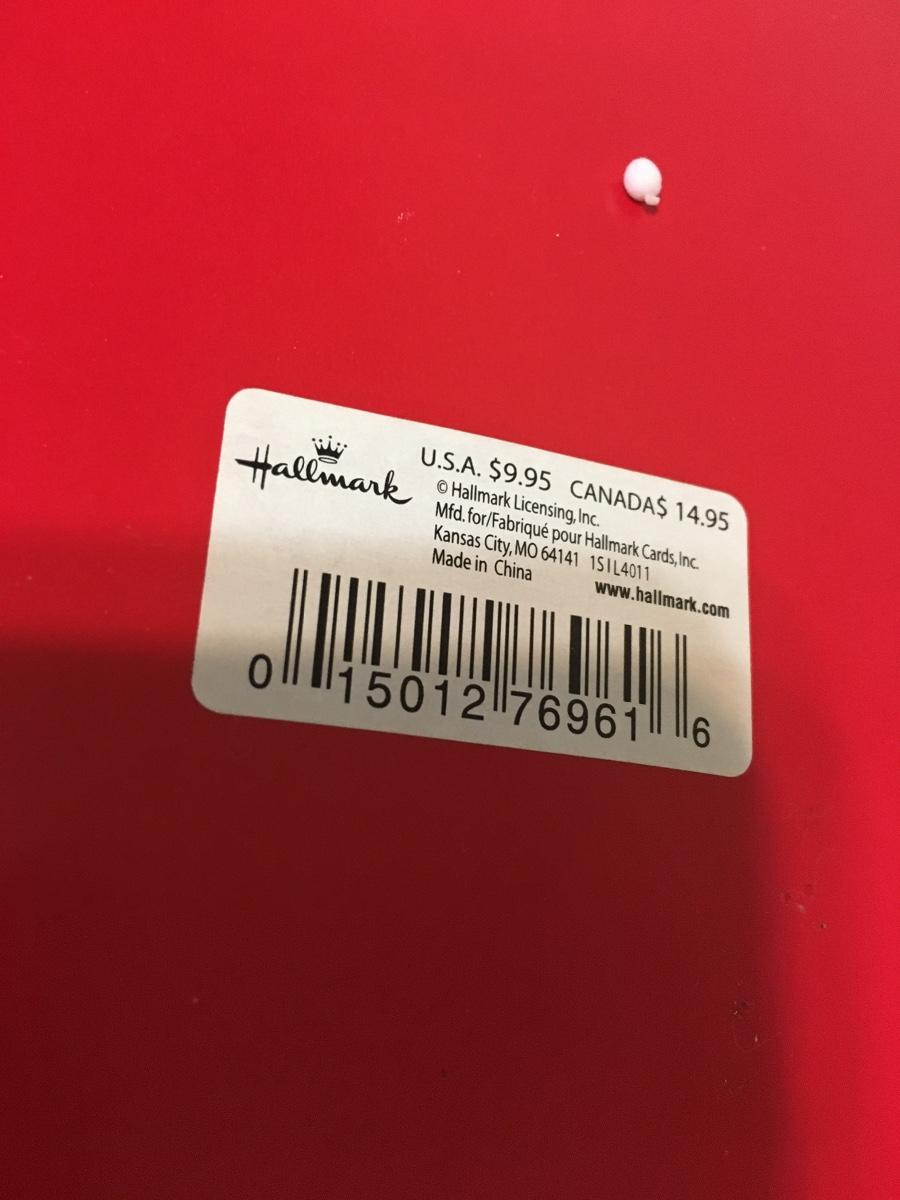 Hallmark
U.S.A. $9.95 CANADA$ 14.95
© Hallmark Licensing, Inc.
Mfd. for/Fabriqué pour Hallmark Cards, Inc.
Kansas City, MO 64141 1SIL4011
Made in China
www.hallmark.com
0 15012 76961 6